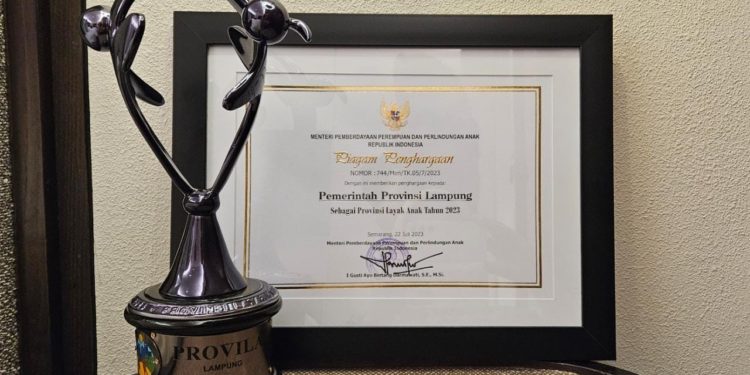 MENTERI PEMBERDAYAAN PEREMPUAN DAN PERLINDUNGAN ANAK
REPUBLIK INDONESIA
Piagam Penghargaan
NOMOR : 744/Men/TK.05/7/2023
Dengan ini memberikan penghargaan kepada:
Pemerintah Provinsi Lampung
Sebagai Provinsi Layak Anak Tahun 2023
Semarang, 22 Juli 2023
Menteri Pemberdayaan Perempuan dan Perlindungan Anak
Republik Indonesia
I Gusti Ayu Bintang Darmawati, S.E., M.Si.
PROVILA
LAMPUNG